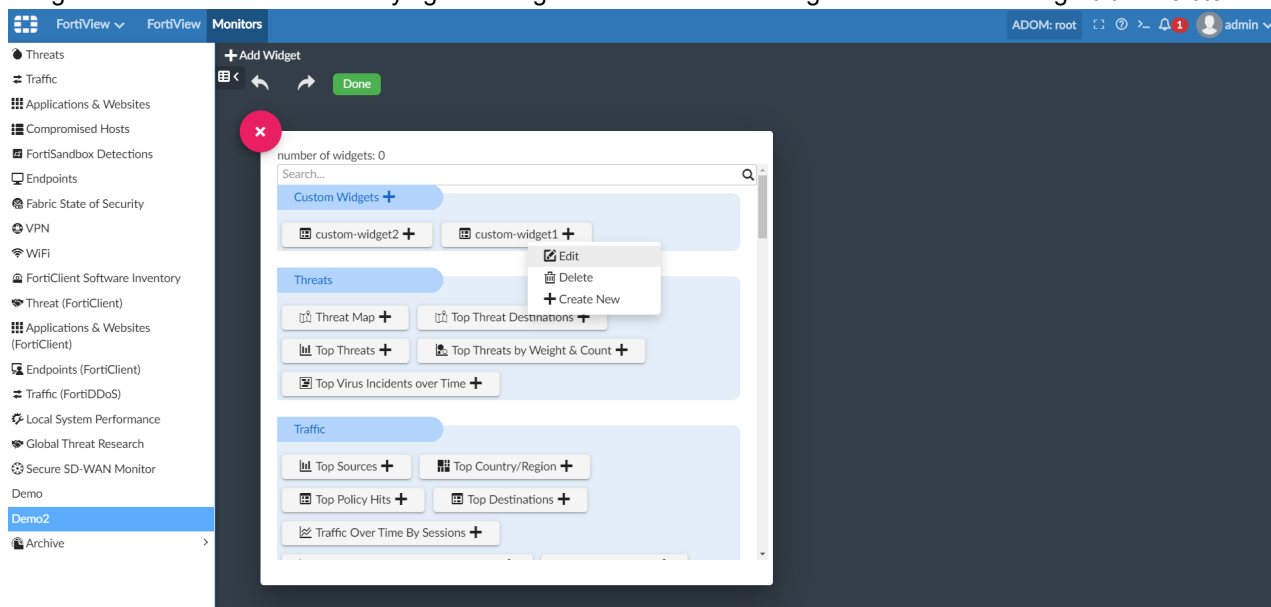 FortiView FortiView Monitors ADOM: root 1 admin
Threats
Traffic
Applications & Websites
Compromised Hosts
FortiSandbox Detections
Endpoints
Fabric State of Security
VPN
WiFi
FortiClient Software Inventory
Threat (FortiClient)
Applications & Websites
(FortiClient)
Endpoints (FortiClient)
Traffic (FortiDDoS)
Local System Performance
Global Threat Research
Secure SD-WAN Monitor
Demo
Demo2
Archive
Add Widget
Done
number of widgets: 0
Search...
Custom Widgets
custom-widget2 custom-widget1
Edit
Delete
Create New
Threats
Threat Map Top Threat Destinations
Top Threats Top Threats by Weight & Count
Top Virus Incidents over Time
Traffic
Top Sources Top Country/Region
Top Policy Hits Top Destinations
Traffic Over Time By Sessions